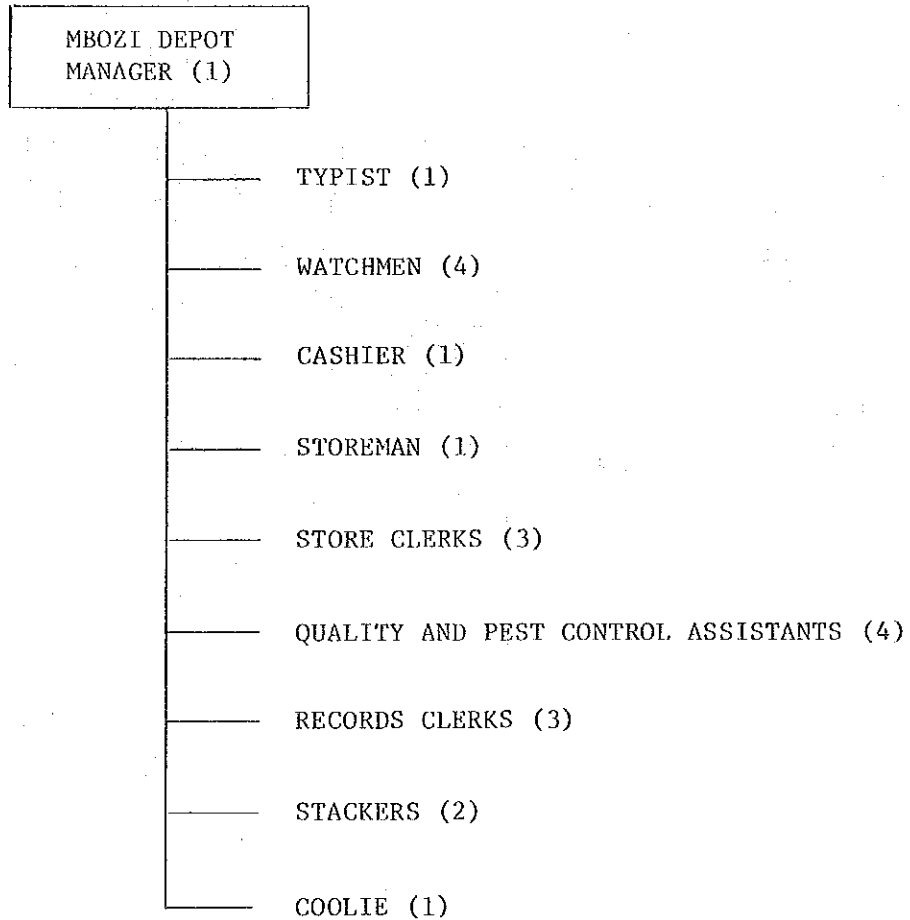 MBOZI DEPOT
MANAGER (1)
TYPIST (1)
WATCHMEN (4)
CASHIER (1)
STOREMAN (1)
STORE CLERKS (3)
QUALITY AND PEST CONTROL ASSISTANTS (4)
RECORDS CLERKS (3)
STACKERS (2)
COOLIE (1)